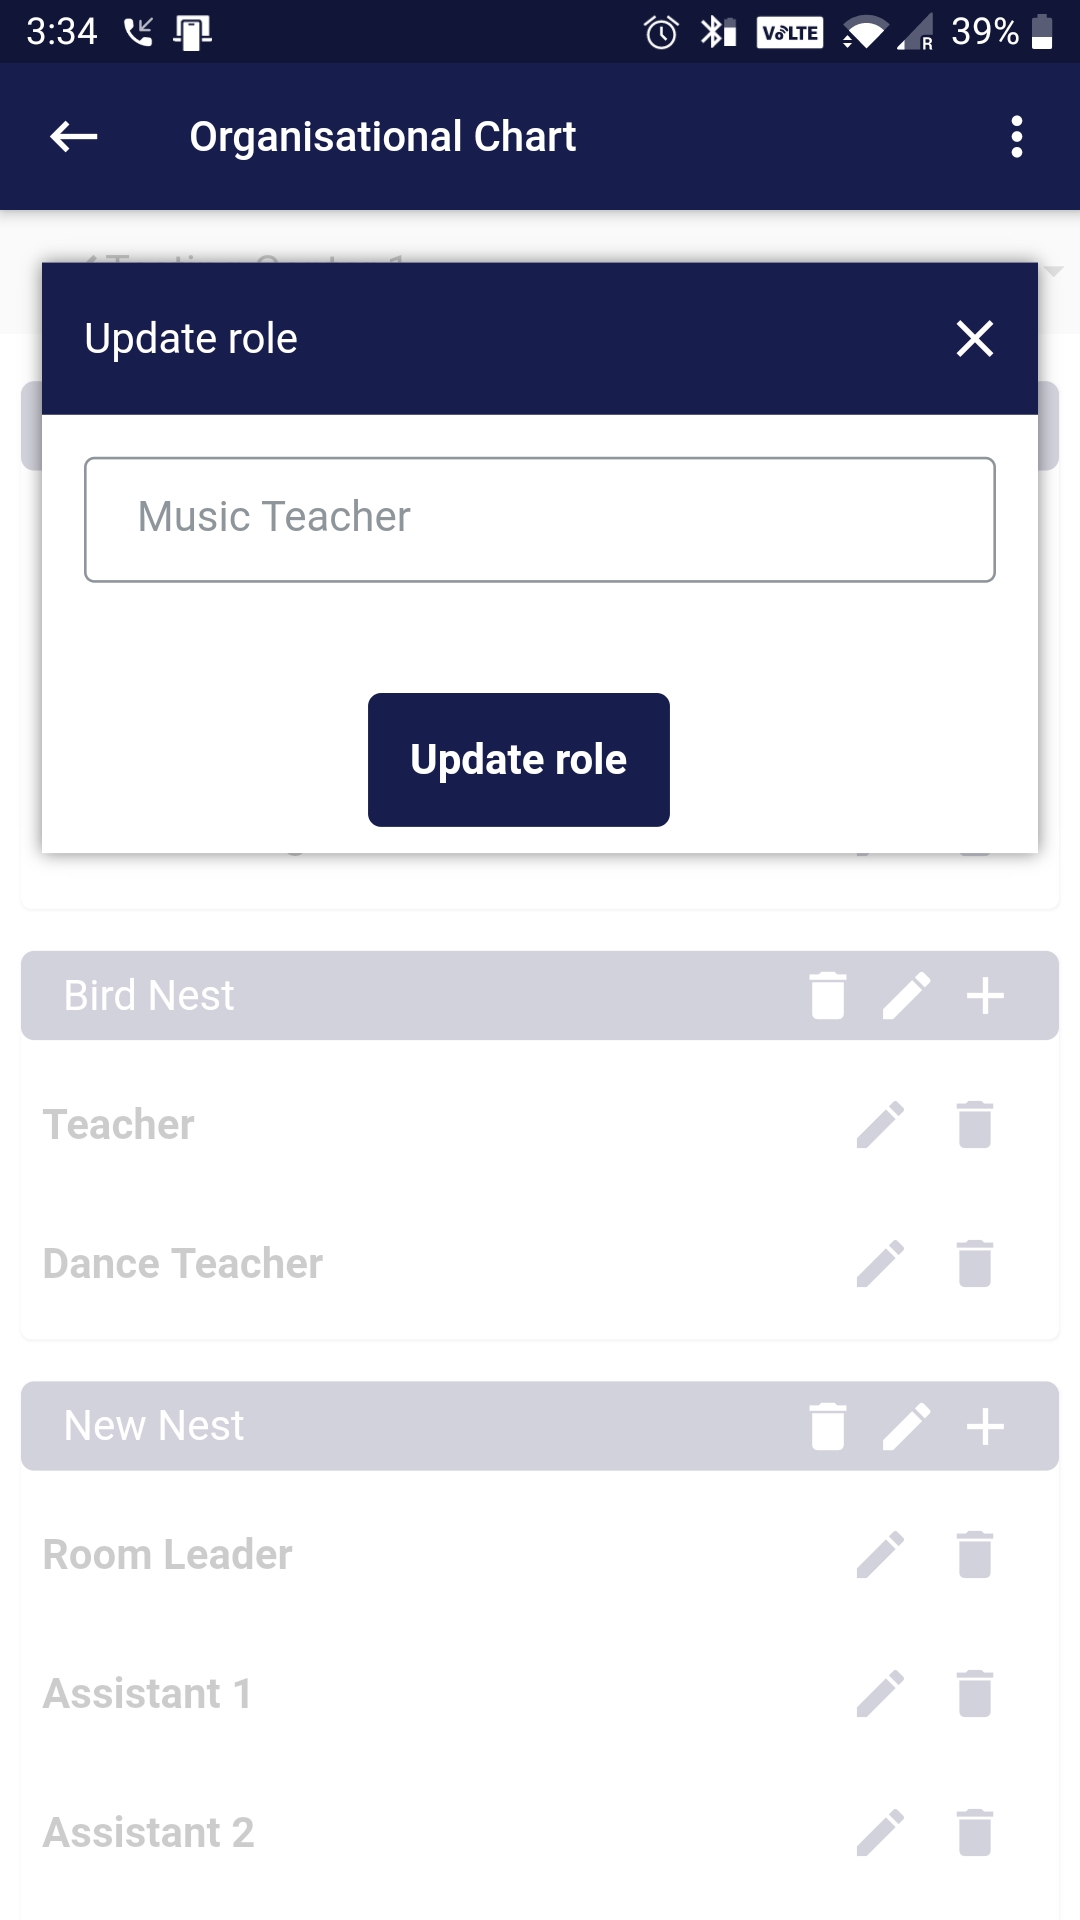 3:34 VoLTE R 39%
Organisational Chart
Update role
Music Teacher
Update role
Bird Nest
Teacher
Dance Teacher
New Nest
Room Leader
Assistant 1
Assistant 2